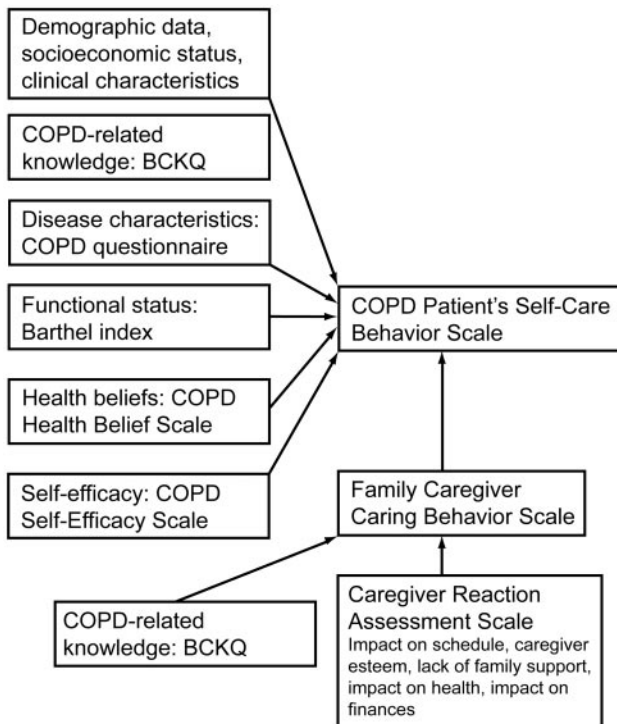 Demographic data,
socioeconomic status,
clinical characteristics
COPD-related
knowledge: BCKQ
Disease characteristics:
COPD questionnaire
Functional status:
Barthel index
COPD Patient's Self-Care
Behavior Scale
Health beliefs: COPD
Health Belief Scale
Self-efficacy: COPD
Self-Efficacy Scale
Family Caregiver
Caring Behavior Scale
COPD-related
knowledge: BCKQ
Caregiver Reaction
Assessment Scale
Impact on schedule, caregiver
esteem, lack of family support,
impact on health, impact on
finances